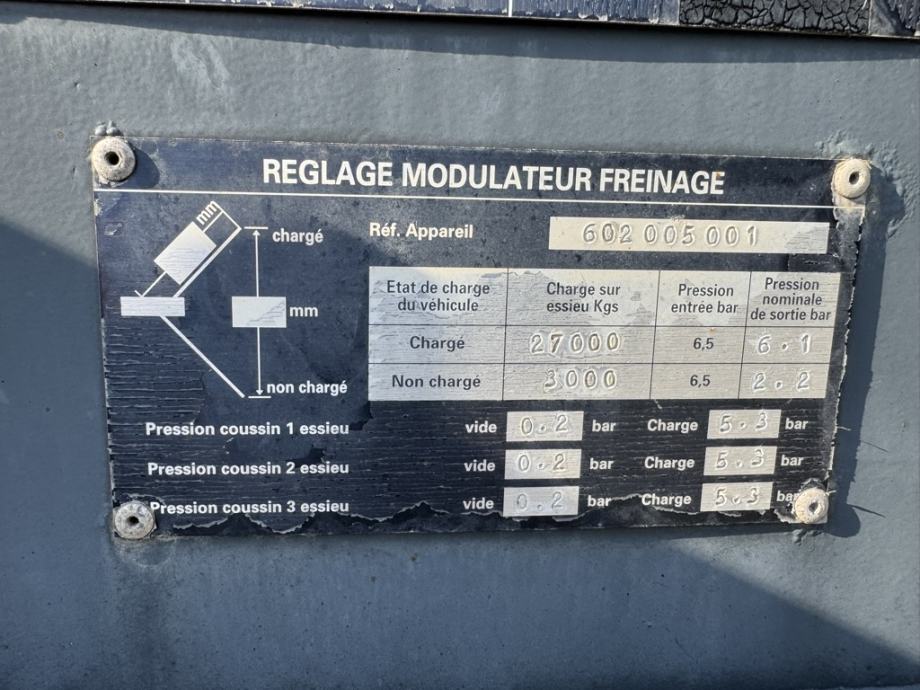 REGLAGE MODULATEUR FREINAGE
mm
chargé
mm
non chargé
Réf. Appareil 602 005 001
Etat de charge du véhicule Charge sur essieu Kgs Pression entrée bar Pression nominale de sortie bar
Chargé 27000 6,5 6.1
Non chargé 3000 6,5 2.2
Pression coussin 1 essieu vide 0.2 bar Charge 5.3 bar
Pression coussin 2 essieu vide 0.2 bar Charge 5.3 bar
Pression coussin 3 essieu vide 0.2 bar Charge 5.3 bar